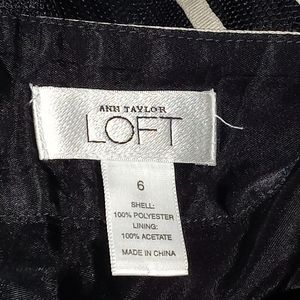 ANN TAYLOR
LOFT
6
SHELL:
100% POLYESTER
LINING:
100% ACETATE
MADE IN CHINA